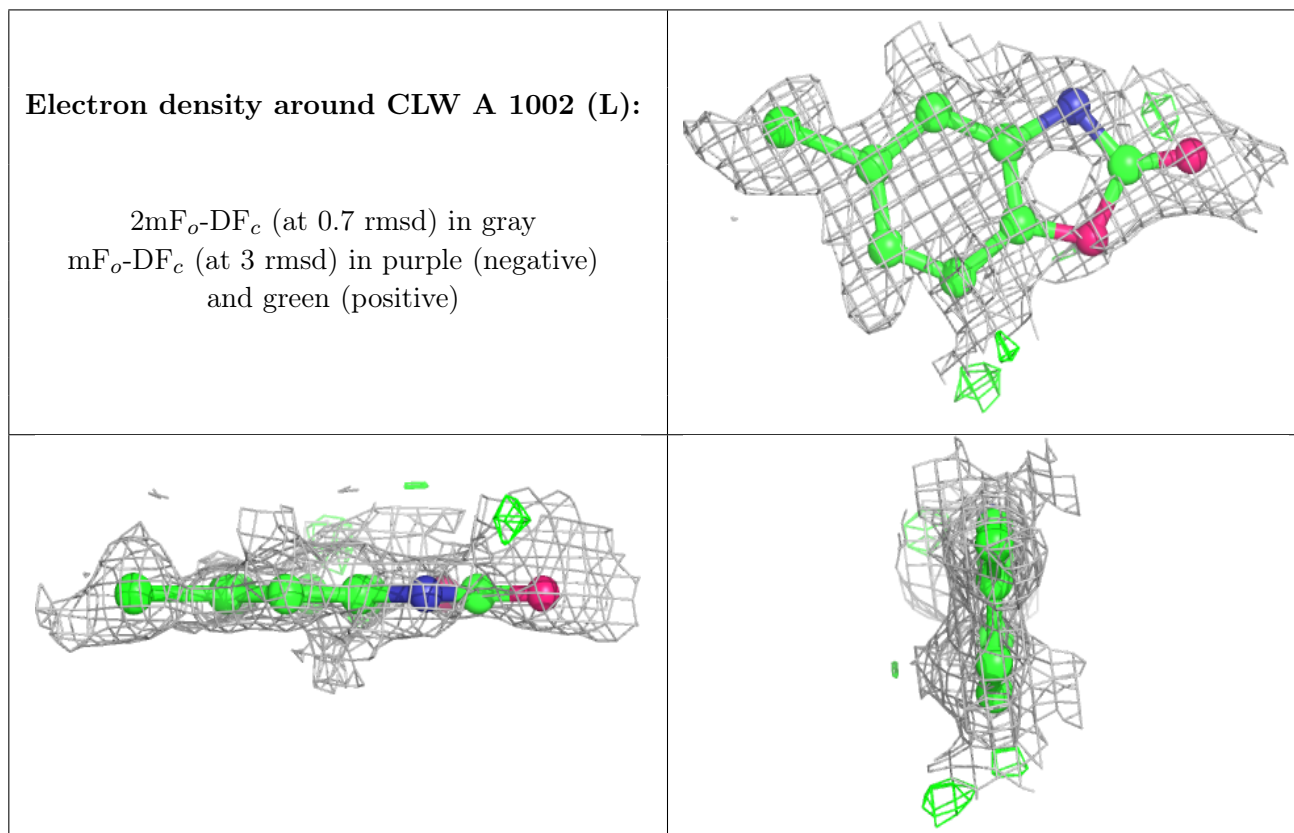 Electron density around CLW A 1002 (L):
2mFₒ-DF𝒸 (at 0.7 rmsd) in gray
mFₒ-DF𝒸 (at 3 rmsd) in purple (negative)
and green (positive)